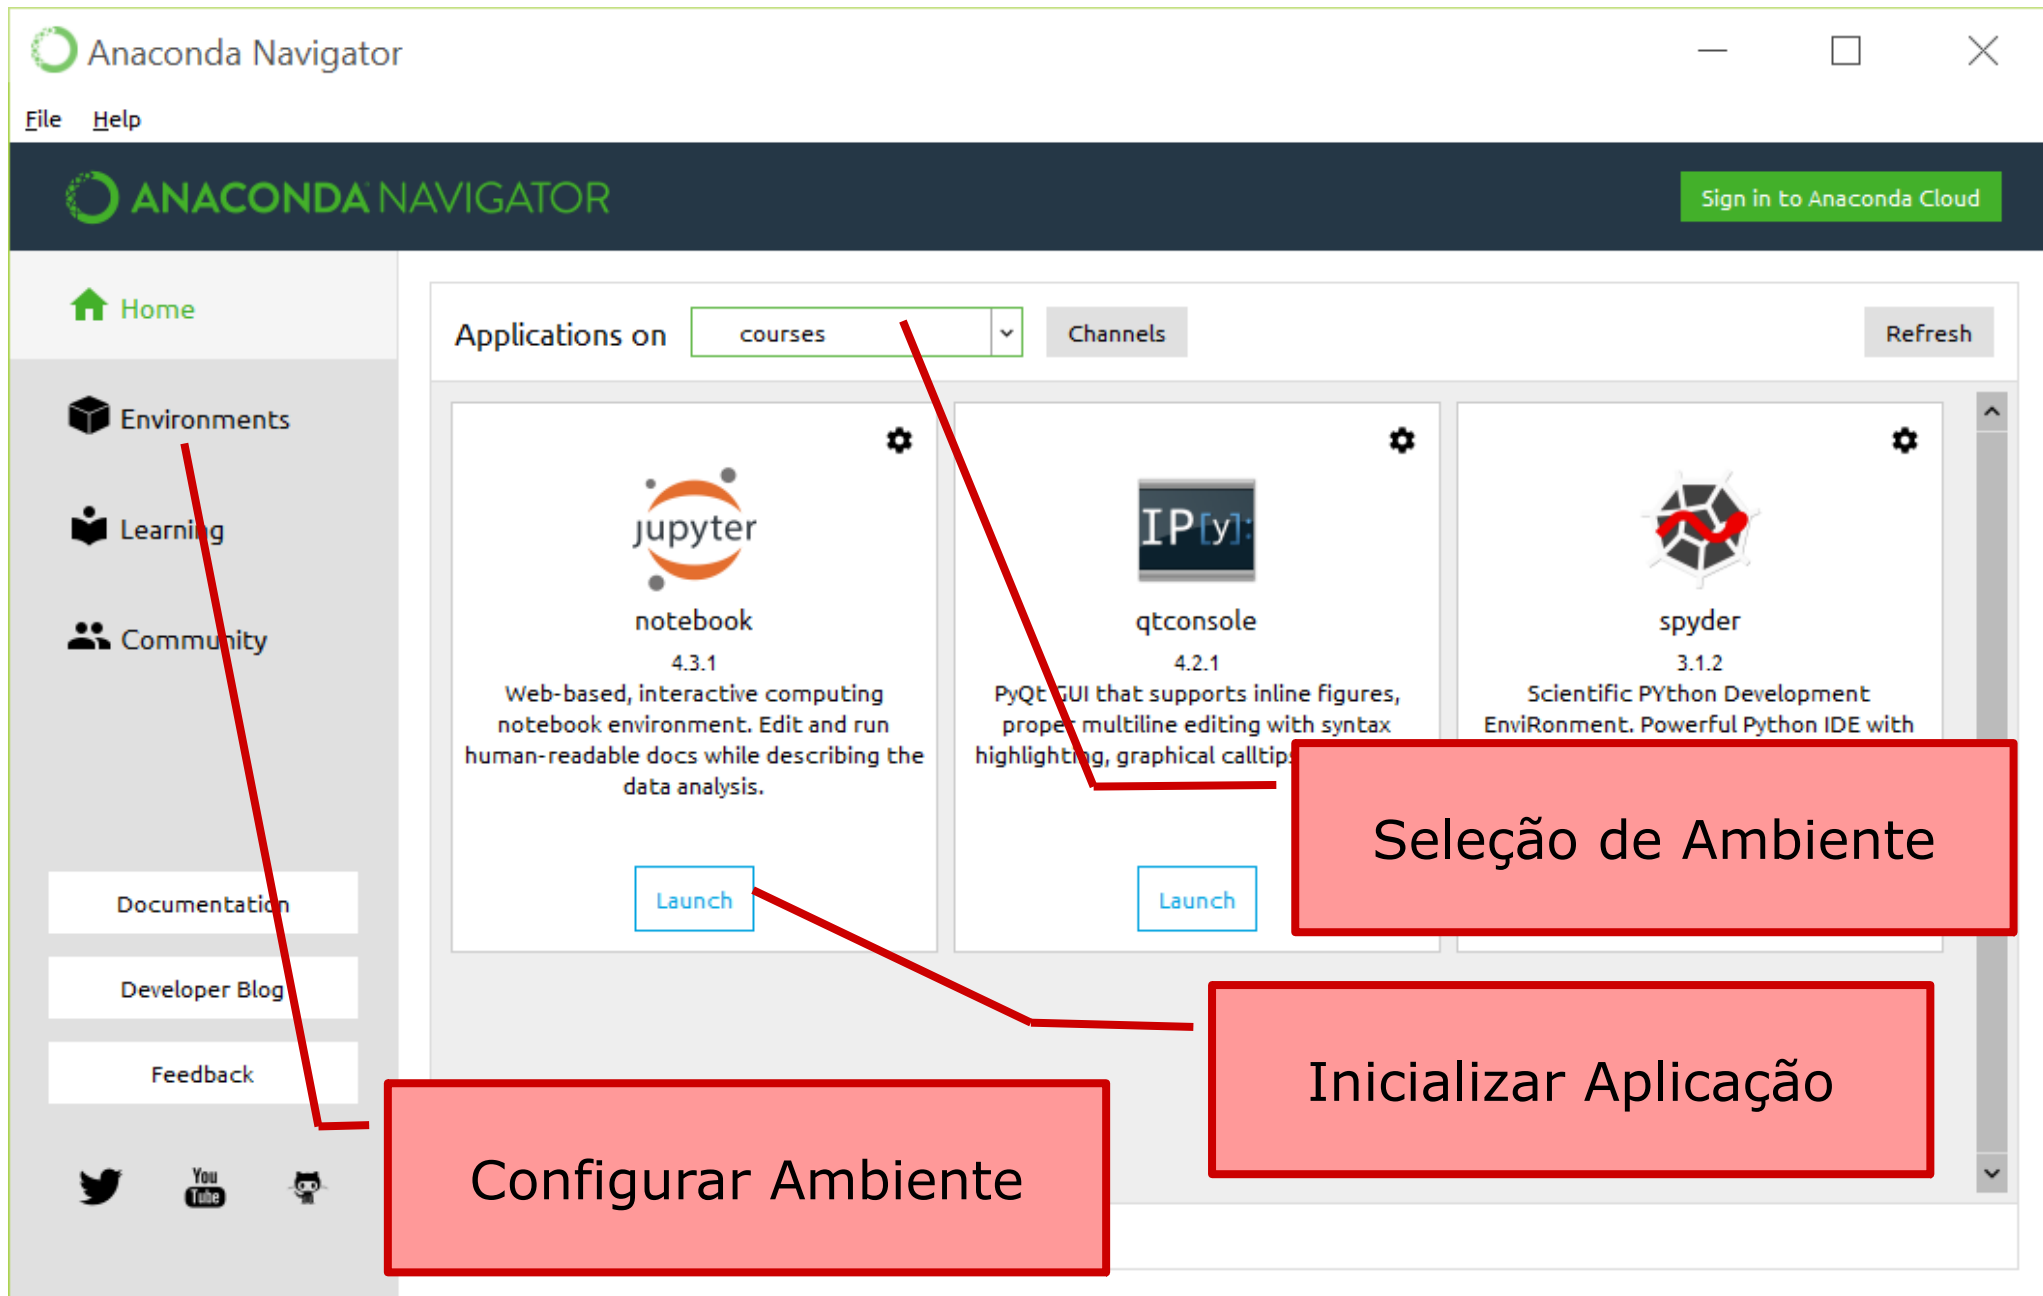 Anaconda Navigator
File Help
ANACONDA NAVIGATOR
Sign in to Anaconda Cloud
Home
Environments
Learning
Community
Documentation
Developer Blog
Feedback
You
Tube
Applications on courses Channels Refresh
jupyter
notebook
4.3.1
Web-based, interactive computing
notebook environment. Edit and run
human-readable docs while describing the
data analysis.
Launch
IP[y]:
qtconsole
4.2.1
PyQt GUI that supports inline figures,
proper multiline editing with syntax
highlighting, graphical calltips
Launch
spyder
3.1.2
Scientific PYthon Development
EnviRonment. Powerful Python IDE with
Seleção de Ambiente
Inicializar Aplicação
Configurar Ambiente